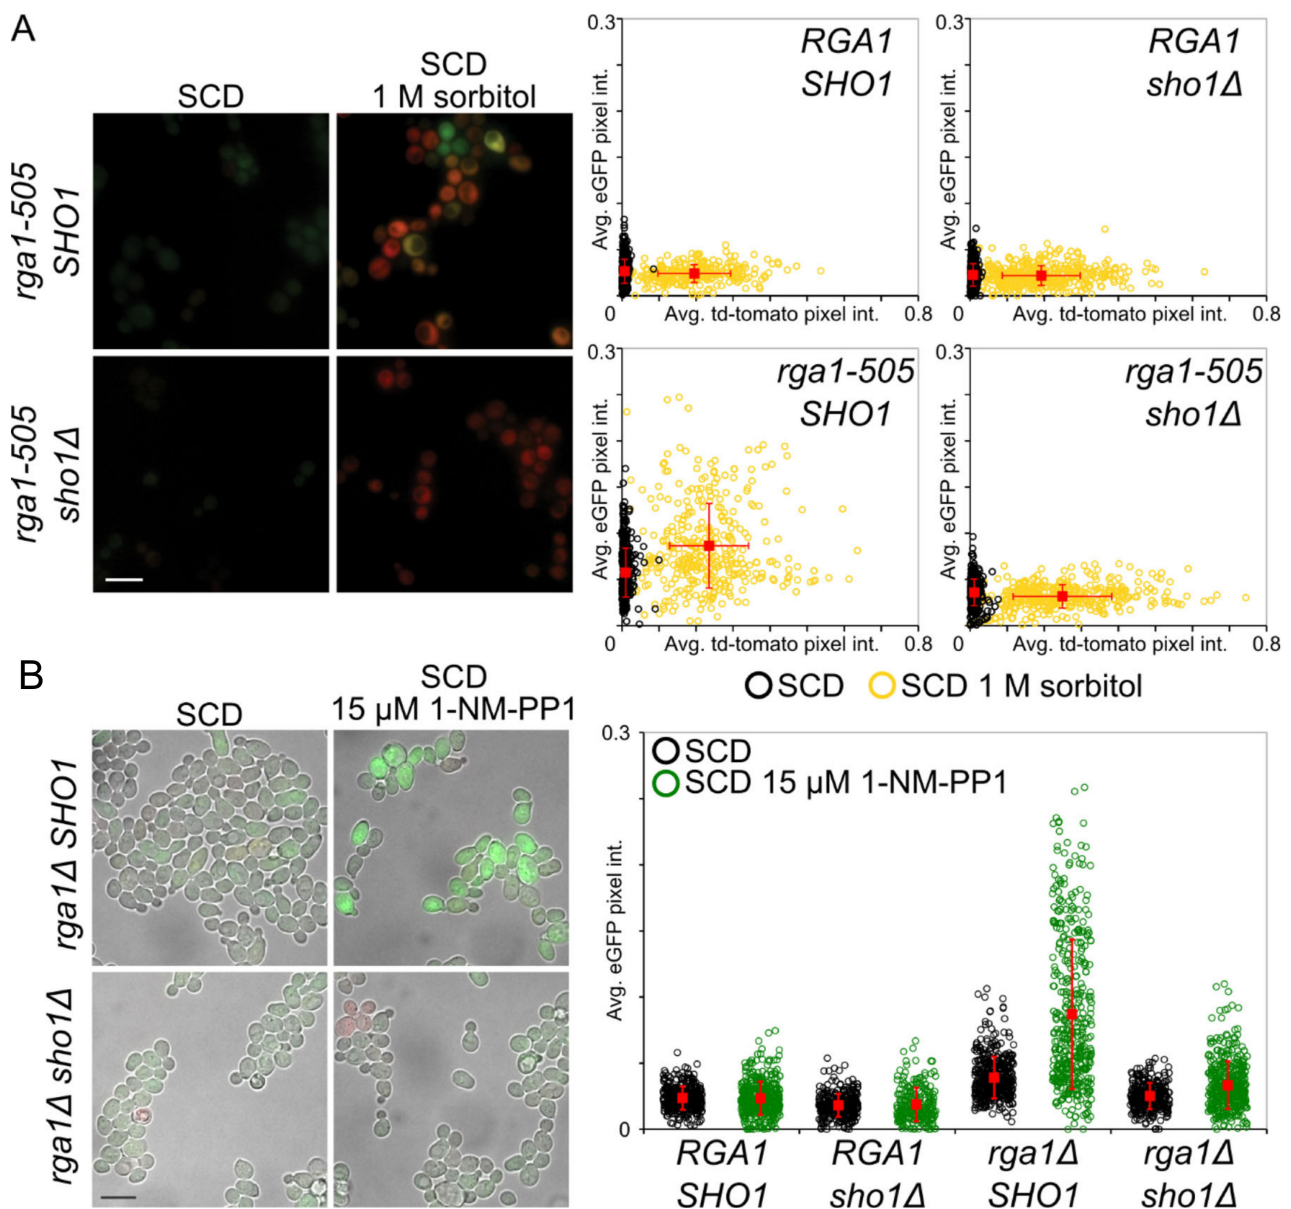 A
SCD
SCD
1 M sorbitol
rga1-505
SHO1
rga1-505
sho1Δ
0.3
RGA1
SHO1
Avg. eGFP pixel int.
0
Avg. td-tomato pixel int.
0.8
0.3
RGA1
sho1Δ
Avg. eGFP pixel int.
0
Avg. td-tomato pixel int.
0.8
0.3
rga1-505
SHO1
Avg. eGFP pixel int.
0
Avg. td-tomato pixel int.
0.8
0.3
rga1-505
sho1Δ
Avg. eGFP pixel int.
0
Avg. td-tomato pixel int.
0.8
SCD
SCD 1 M sorbitol
B
SCD
SCD
15 µM 1-NM-PP1
rga1Δ SHO1
rga1Δ sho1Δ
0.3
SCD
SCD 15 µM 1-NM-PP1
Avg. eGFP pixel int.
0
RGA1
SHO1
RGA1
sho1Δ
rga1Δ
SHO1
rga1Δ
sho1Δ